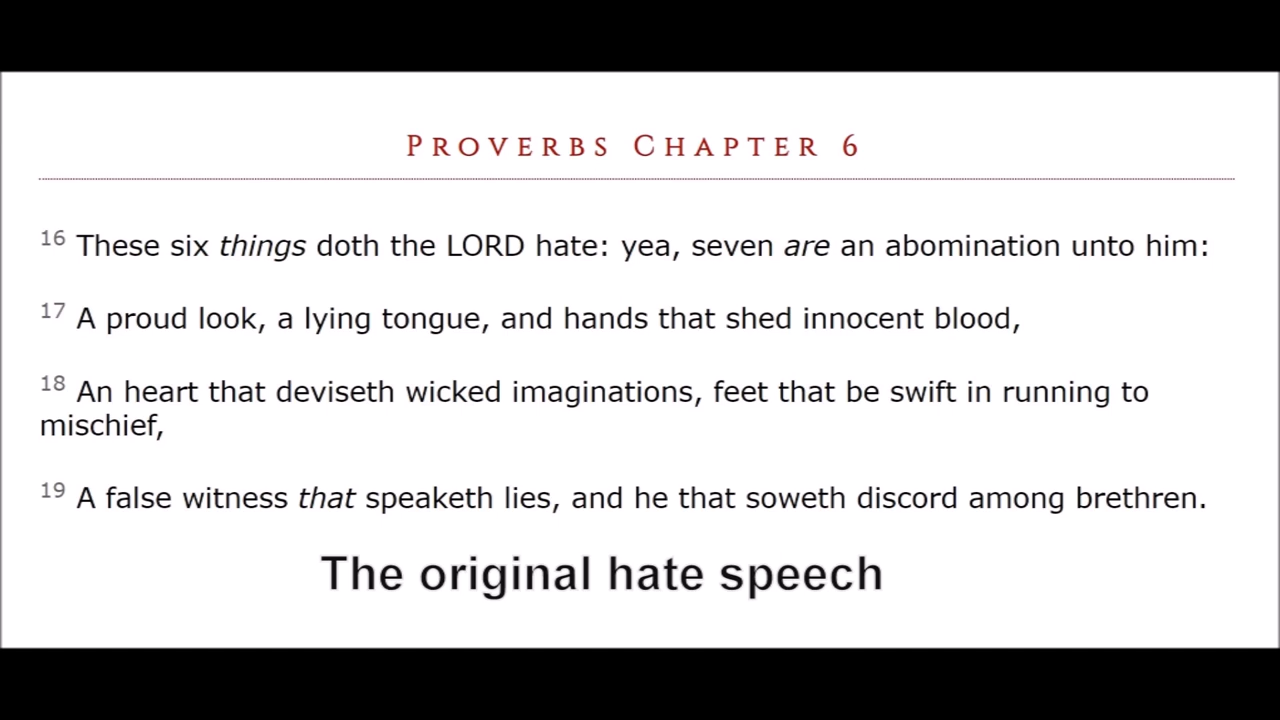 Proverbs Chapter 6
16 These six things doth the LORD hate: yea, seven are an abomination unto him:
17 A proud look, a lying tongue, and hands that shed innocent blood,
18 An heart that deviseth wicked imaginations, feet that be swift in running to
mischief,
19 A false witness that speaketh lies, and he that soweth discord among brethren.
The original hate speech